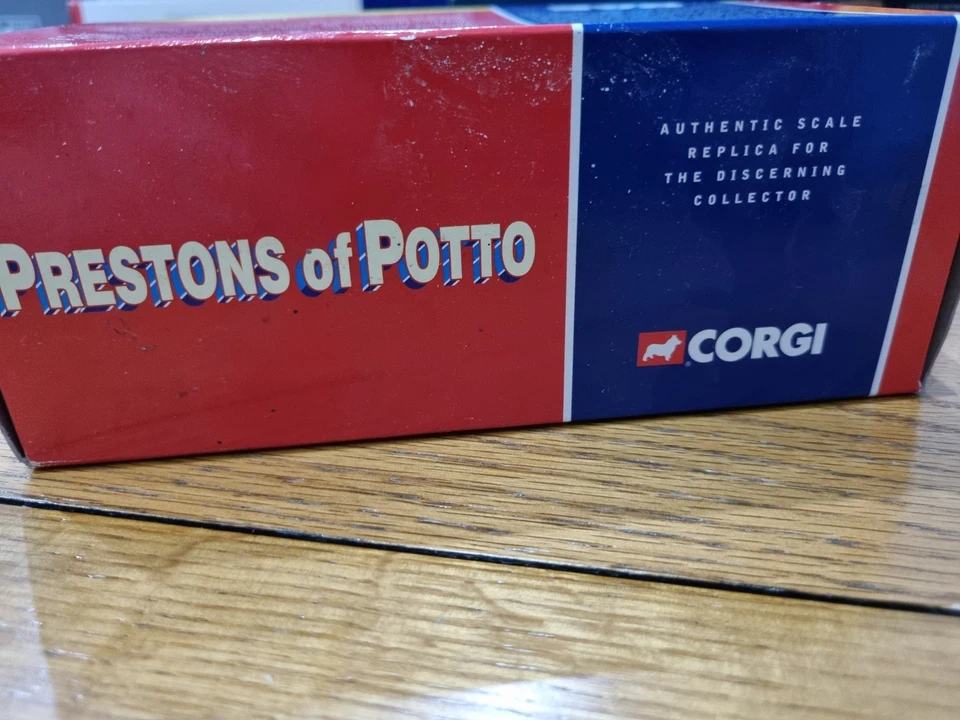 PRESTONS of POTTO
AUTHENTIC SCALE
REPLICA FOR
THE DISCERNING
COLLECTOR
CORGI